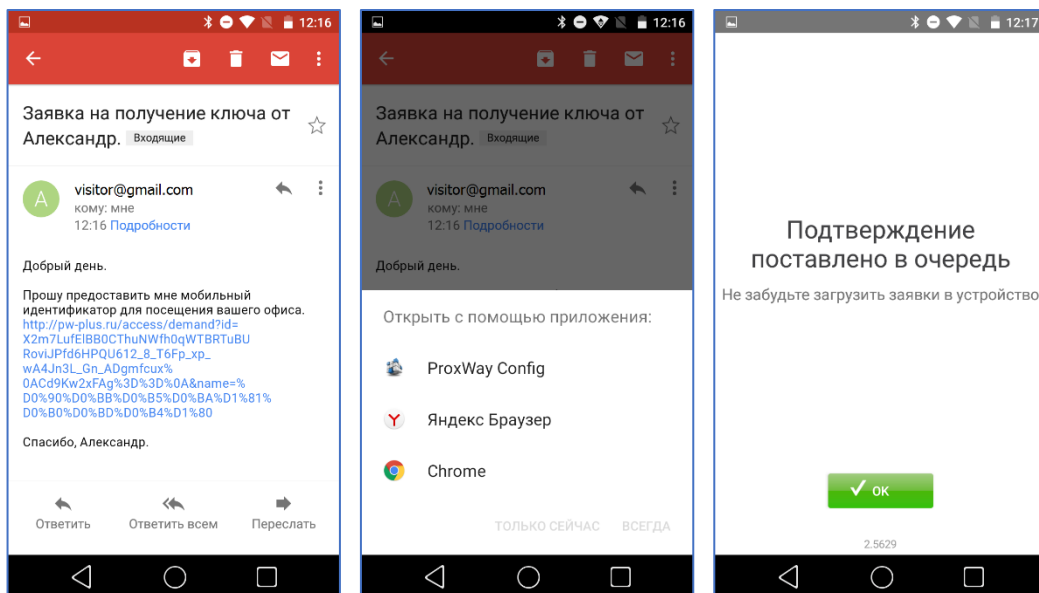 12:16
Заявка на получение ключа от
Александр. Входящие
A
visitor@gmail.com
кому: мне
12:16 Подробности
Добрый день.
Прошу предоставить мне мобильный
идентификатор для посещения вашего офиса.
http://pw-plus.ru/access/demand?id=
X2m7LufElBB0CThuNWfh0qWTBRTuBU
RoviJPfd6HPQU612_8_T6Fp_xp_
wA4Jn3L_Gn_ADgmfcux%
0ACd9Kw2xFAg%3D%3D%0A&name=%
D0%90%D0%BB%D0%B5%D0%BA%D1%81%
D0%B0%D0%BD%D0%B4%D1%80
Спасибо, Александр.
Ответить
Ответить всем
Переслать
12:16
Заявка на получение ключа от
Александр. Входящие
A
visitor@gmail.com
кому: мне
12:16 Подробности
Добрый день.
Открыть с помощью приложения:
ProxWay Config
Яндекс Браузер
Chrome
ТОЛЬКО СЕЙЧАС ВСЕГДА
12:17
Подтверждение
поставлено в очередь
Не забудьте загрузить заявки в устройство
ОК
2.5629